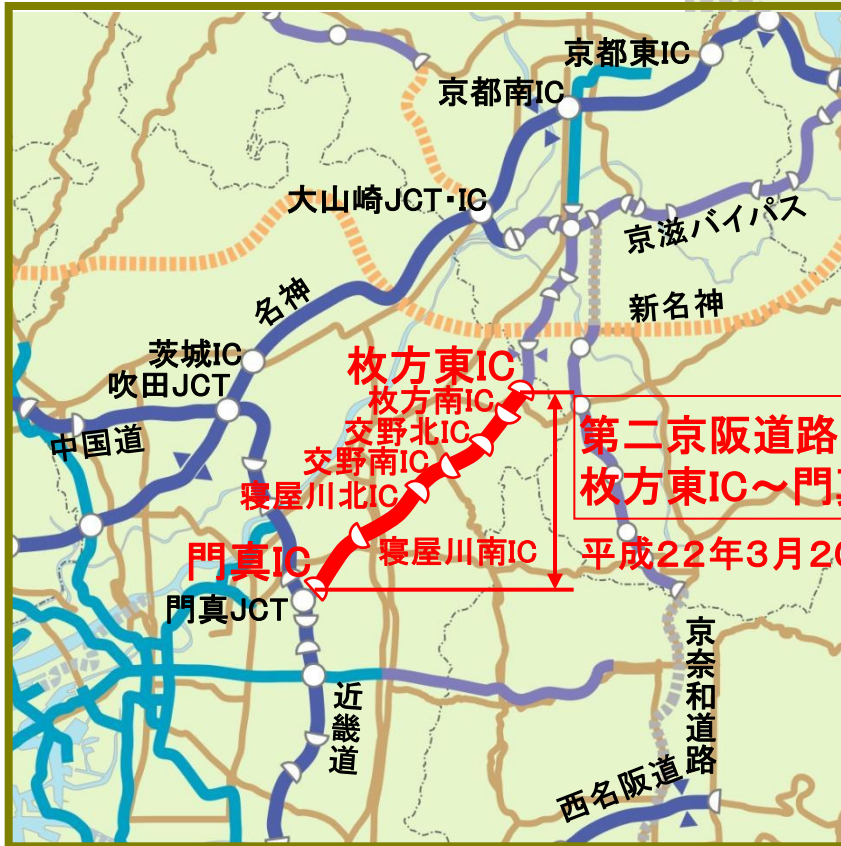 京都東IC
京都南IC
大山崎JCT・IC
京滋バイパス
名神
新名神
茨城IC
吹田JCT
中国道
枚方東IC
枚方南IC
交野北IC
交野南IC
寝屋川北IC
寝屋川南IC
門真IC
門真JCT
第二京阪道路
枚方東IC～門真
平成22年3月20
近畿道
京奈和道路
西名阪道